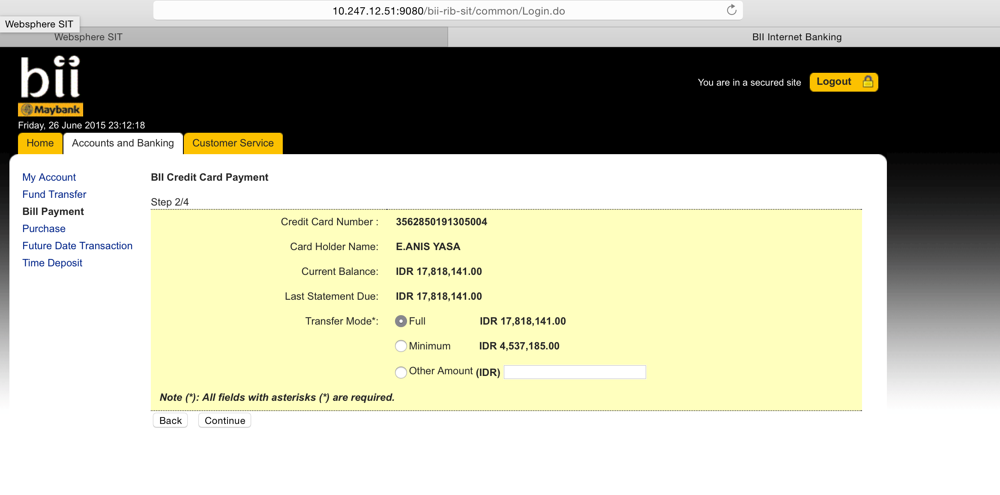 10.247.12.51:9080/bii-rib-sit/common/Login.do
Websphere SIT
Websphere SIT
BII Internet Banking
bii
Maybank
You are in a secured site
Logout
Friday, 26 June 2015 23:12:18
Home
Accounts and Banking
Customer Service
My Account
Fund Transfer
Bill Payment
Purchase
Future Date Transaction
Time Deposit
BII Credit Card Payment
Step 2/4
Credit Card Number : 3562850191305004
Card Holder Name: E.ANIS YASA
Current Balance: IDR 17,818,141.00
Last Statement Due: IDR 17,818,141.00
Transfer Mode*: Full IDR 17,818,141.00
Minimum IDR 4,537,185.00
Other Amount (IDR)
Note (*): All fields with asterisks (*) are required.
Back Continue